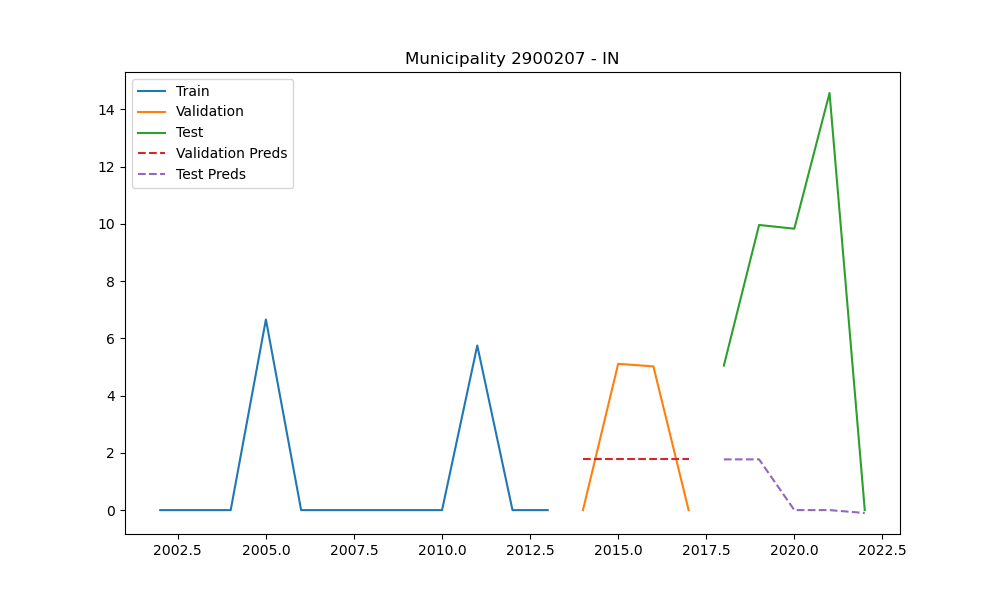 Municipality 2900207 - IN
Train
Validation
Test
Validation Preds
Test Preds
14
12
10
8
6
4
2
0
2002.5 2005.0 2007.5 2010.0 2012.5 2015.0 2017.5 2020.0 2022.5